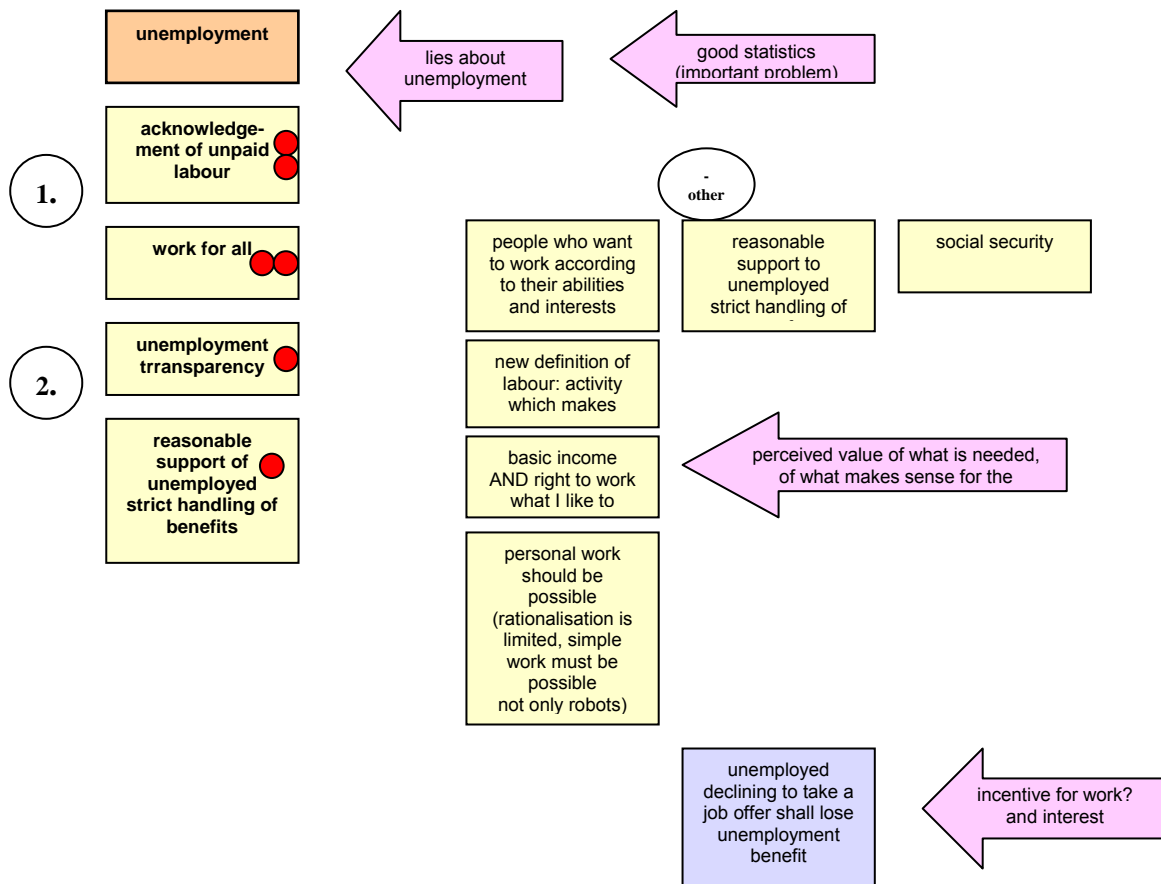 unemployment
lies about
unemployment
good statistics
(important problem)
acknowledge-
ment of unpaid
labour
1.
work for all
unemployment
trransparency
2.
reasonable
support of
unemployed
strict handling of
benefits
-
other
people who want
to work according
to their abilities
and interests
reasonable
support to
unemployed
strict handling of
social security
new definition of
labour: activity
which makes
basic income
AND right to work
what I like to
perceived value of what is needed,
of what makes sense for the
personal work
should be
possible
(rationalisation is
limited, simple
work must be
possible
not only robots)
unemployed
declining to take a
job offer shall lose
unemployment
benefit
incentive for work?
and interest